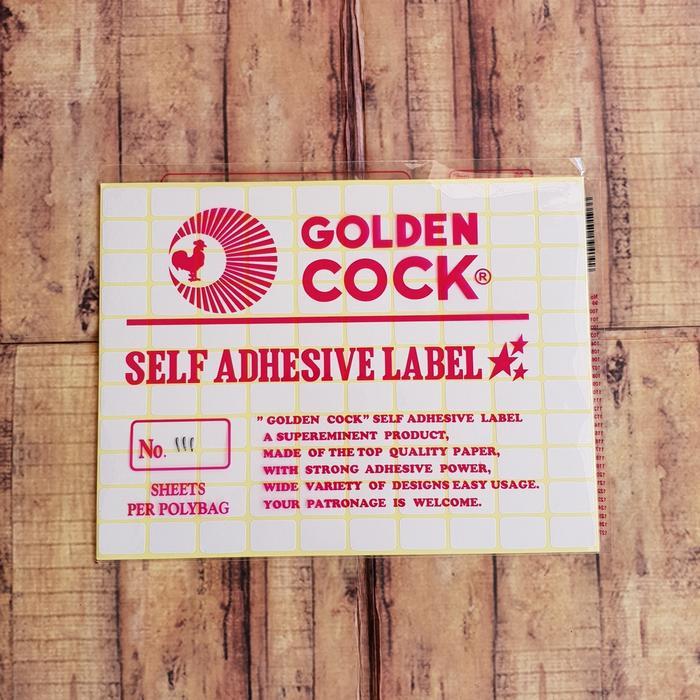 GOLDEN
COCK®
SELF ADHESIVE LABEL
No. 111
SHEETS
PER POLYBAG
" GOLDEN COCK" SELF ADHESIVE LABEL
A SUPEREMINENT PRODUCT,
MADE OF THE TOP QUALITY PAPER,
WITH STRONG ADHESIVE POWER,
WIDE VARIETY OF DESIGNS EASY USAGE.
YOUR PATRONAGE IS WELCOME.